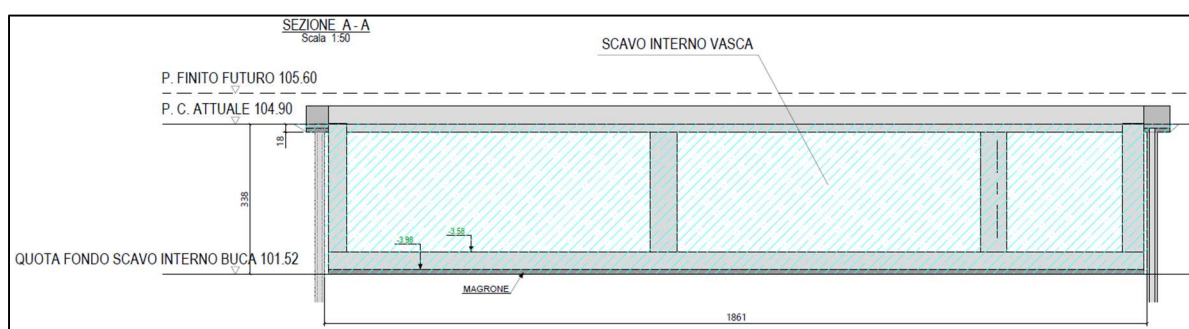 SEZIONE A - A
Scala 1:50
SCAVO INTERNO VASCA
P. FINITO FUTURO 105.60
P. C. ATTUALE 104.90
18
338
-3.98
-3.58
QUOTA FONDO SCAVO INTERNO BUCA 101.52
MAGRONE
1861